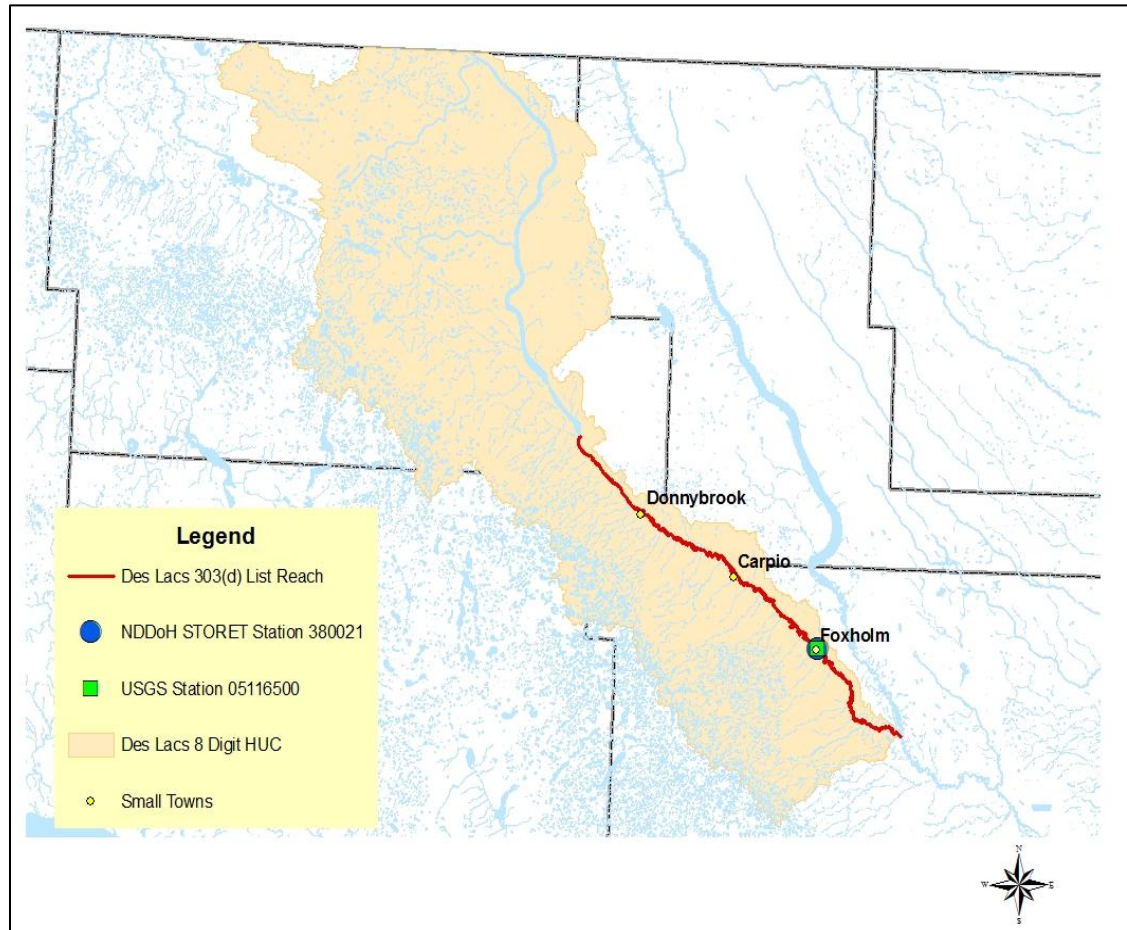 Donnybrook
Carpio
Foxholm
Legend
Des Lacs 303(d) List Reach
NDDoH STORET Station 380021
USGS Station 05116500
Des Lacs 8 Digit HUC
Small Towns
N
W E
S